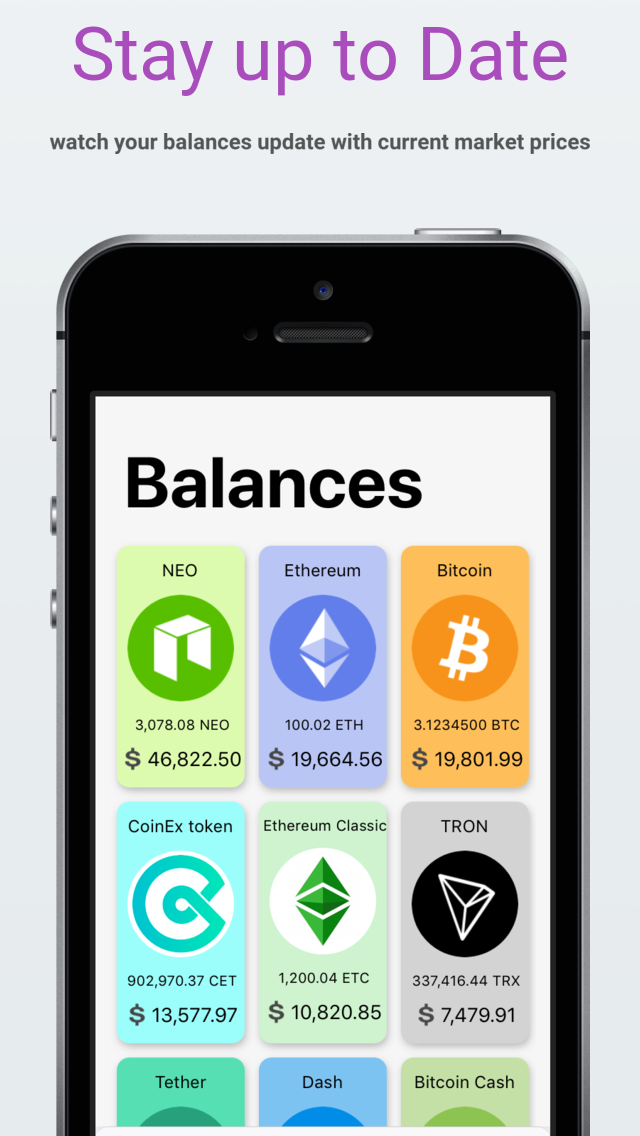 Stay up to Date
watch your balances update with current market prices
Balances
NEO
3,078.08 NEO
$ 46,822.50
Ethereum
100.02 ETH
$ 19,664.56
Bitcoin
3.1234500 BTC
$ 19,801.99
CoinEx token
902,970.37 CET
$ 13,577.97
Ethereum Classic
1,200.04 ETC
$ 10,820.85
TRON
337,416.44 TRX
$ 7,479.91
Tether
Dash
Bitcoin Cash